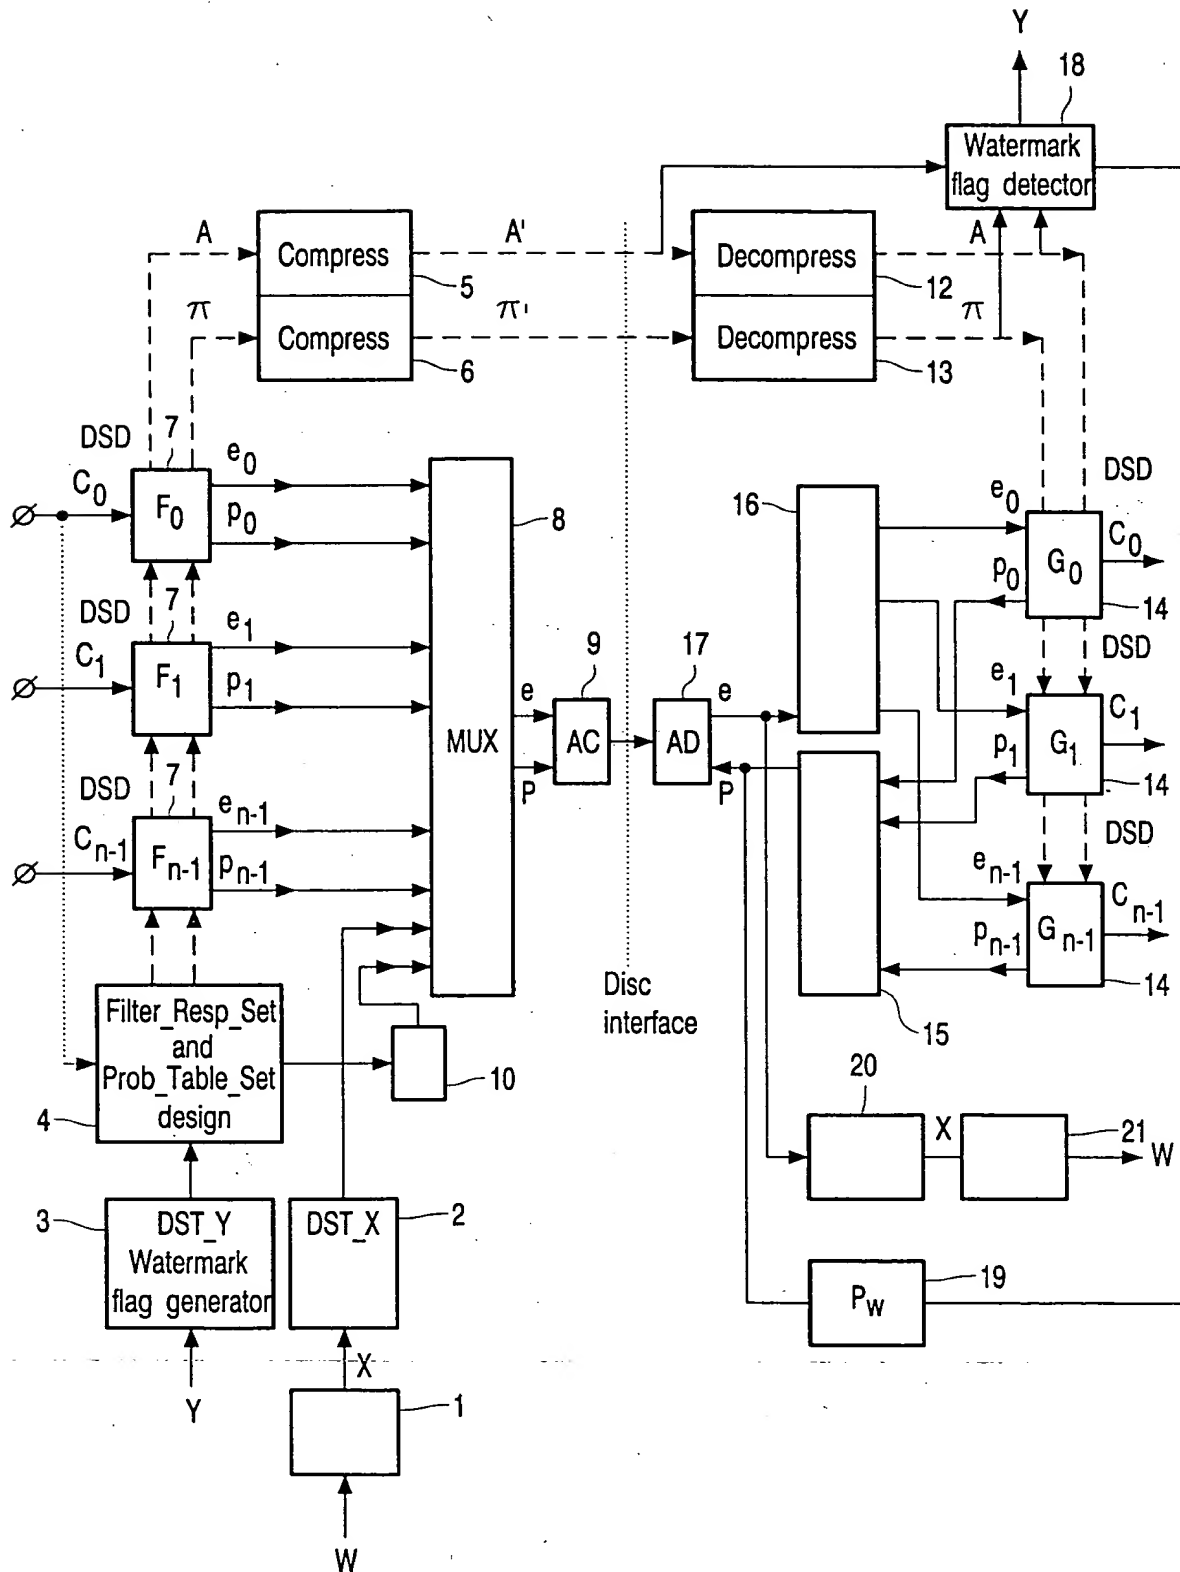 Y
18
Watermark
flag detector
A
Compress
5
A'
Decompress
12
A
π
Compress
6
π'
Decompress
13
π
DSD
7
C0
F0
e0
p0
DSD
7
C1
F1
e1
p1
DSD
7
Cn-1
Fn-1
en-1
pn-1
8
MUX
e
P
9
AC
17
AD
e
P
16
15
e0
DSD
C0
p0
G0
14
DSD
e1
C1
p1
G1
14
DSD
en-1
Cn-1
pn-1
Gn-1
14
Disc
interface
Filter_Resp_Set
and
Prob_Table_Set
design
4
10
3
DST_Y
Watermark
flag generator
Y
DST_X
2
X
1
W
20
X
21
W
19
PW